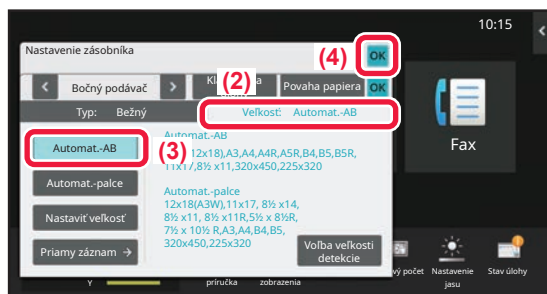 10:15
Nastavenie zásobníka
(4)
OK
Bočný podávač
(2)
Povaha papiera
OK
Typ: Bežný
Veľkosť: Automat.-AB
Automat.-AB
(3)
Automat.-AB
12x18),A3,A4,A4R,A5R,B4,B5,B5R,
11x17,8½ x11,320x450,225x320
Fax
Automat.-palce
Automat.-palce
12x18(A3W),11x17, 8½ x14,
8½ x11, 8½ x11R,5½ x 8½R,
7½ x 10½ R,A3,A4,B4,B5,
320x450,225x320
Nastaviť veľkosť
Priamy záznam →
Voľba veľkosti
detekcie
Y
príručka
zobrazenia
počet
Nastavenie
jasu
Stav úlohy